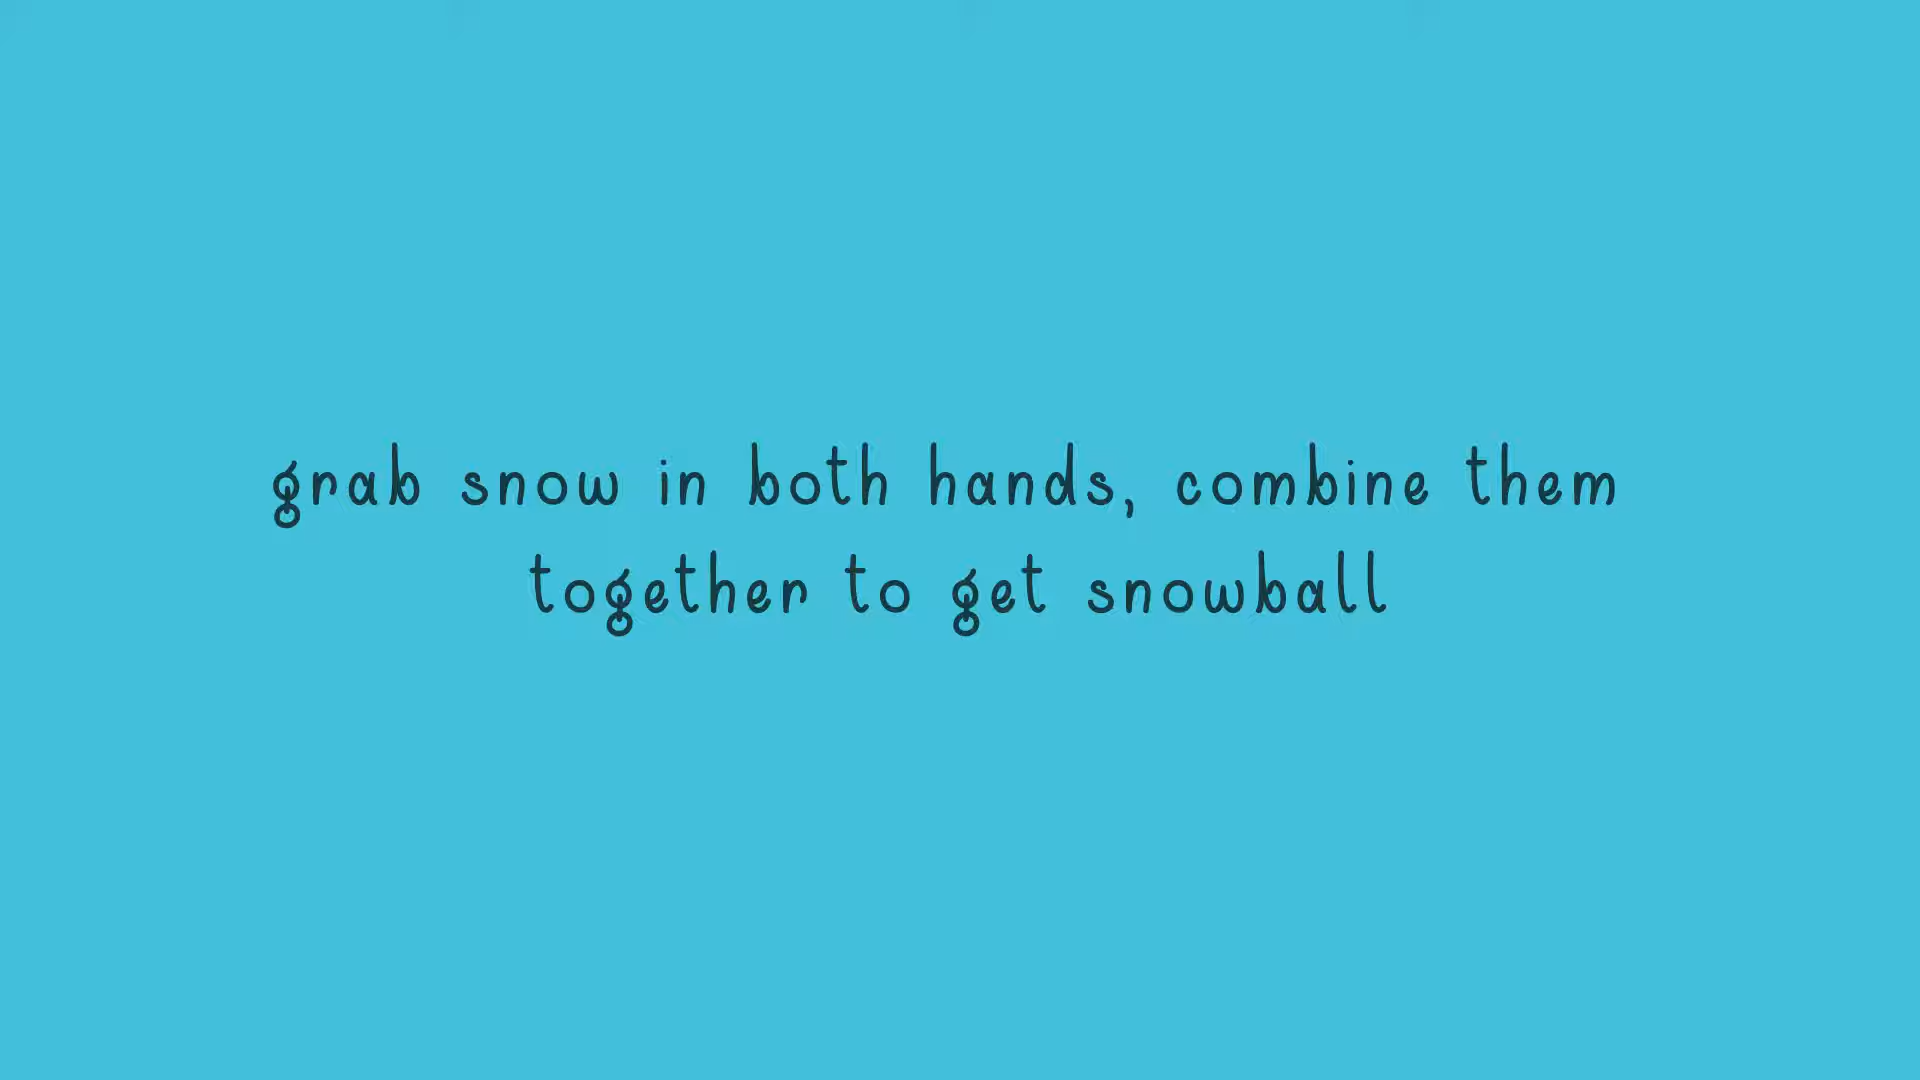 grab snow in both hands, combine them
together to get snowball